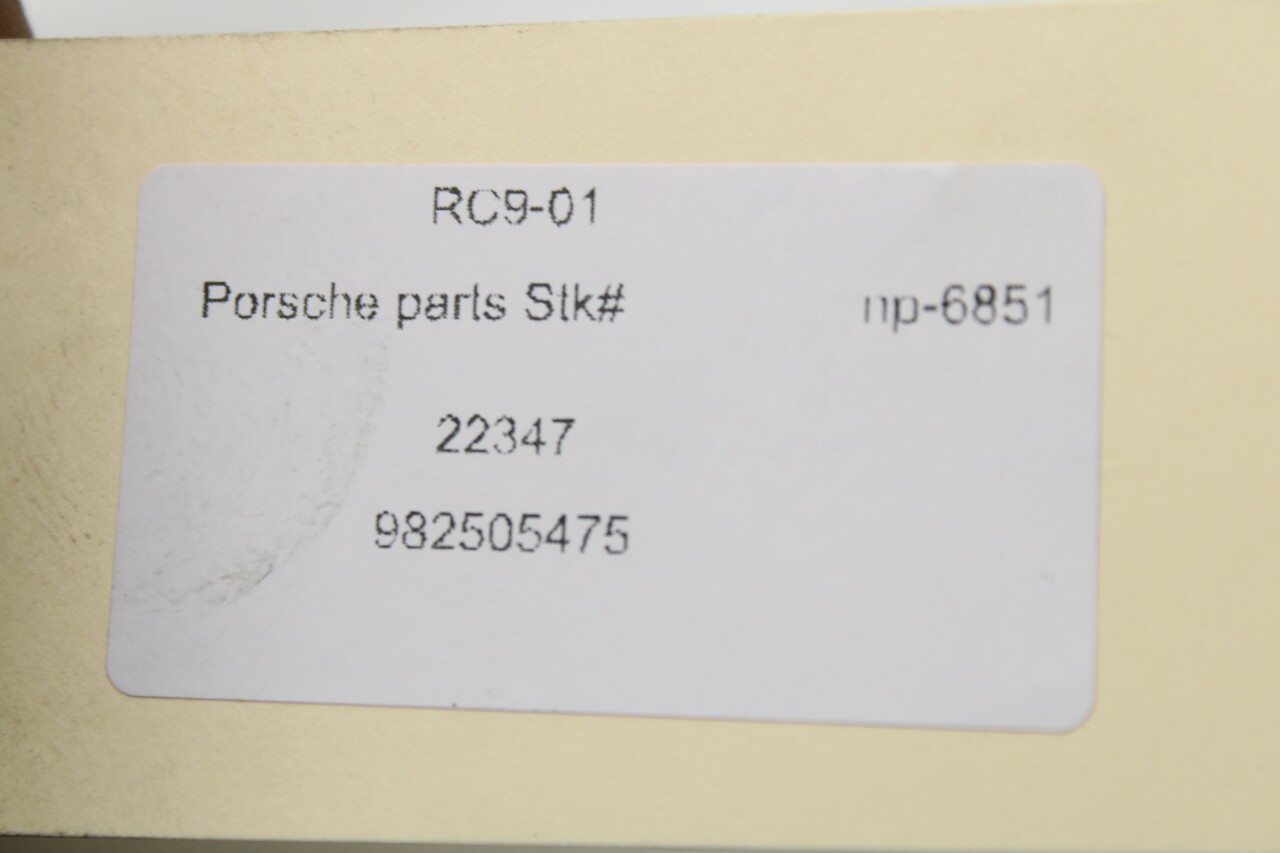 RC9-01
Porsche parts Stk# np-6851
22347
982505475